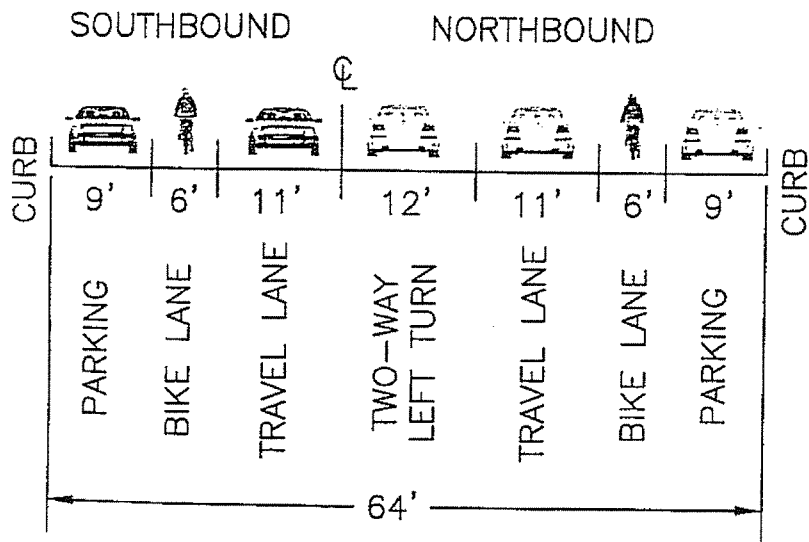 SOUTHBOUND NORTHBOUND
℄
CURB 9' 6' 11' 12' 11' 6' 9' CURB
PARKING
BIKE LANE
TRAVEL LANE
TWO-WAY
LEFT TURN
TRAVEL LANE
BIKE LANE
PARKING
64'